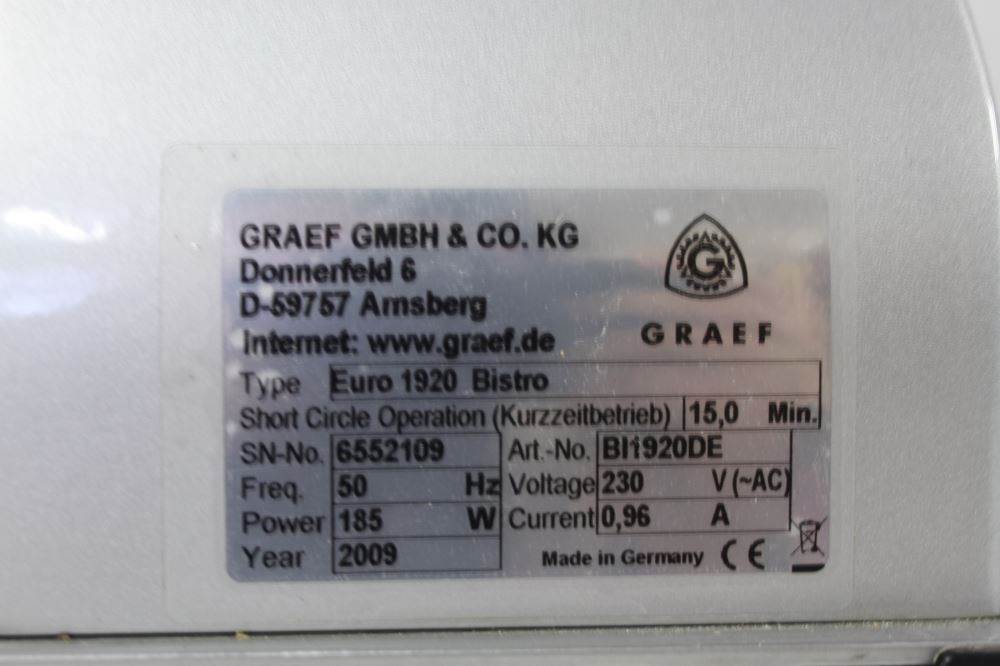 GRAEF GMBH & CO. KG
Donnerfeld 6
D-59757 Arnsberg
Internet: www.graef.de
G
GRAEF
Type Euro 1920 Bistro
Short Circle Operation (Kurzzeitbetrieb) 15,0 Min.
SN-No. 6552109 Art.-No. BI1920DE
Freq. 50 Hz Voltage 230 V (~AC)
Power 185 W Current 0,96 A
Year 2009 Made in Germany CE